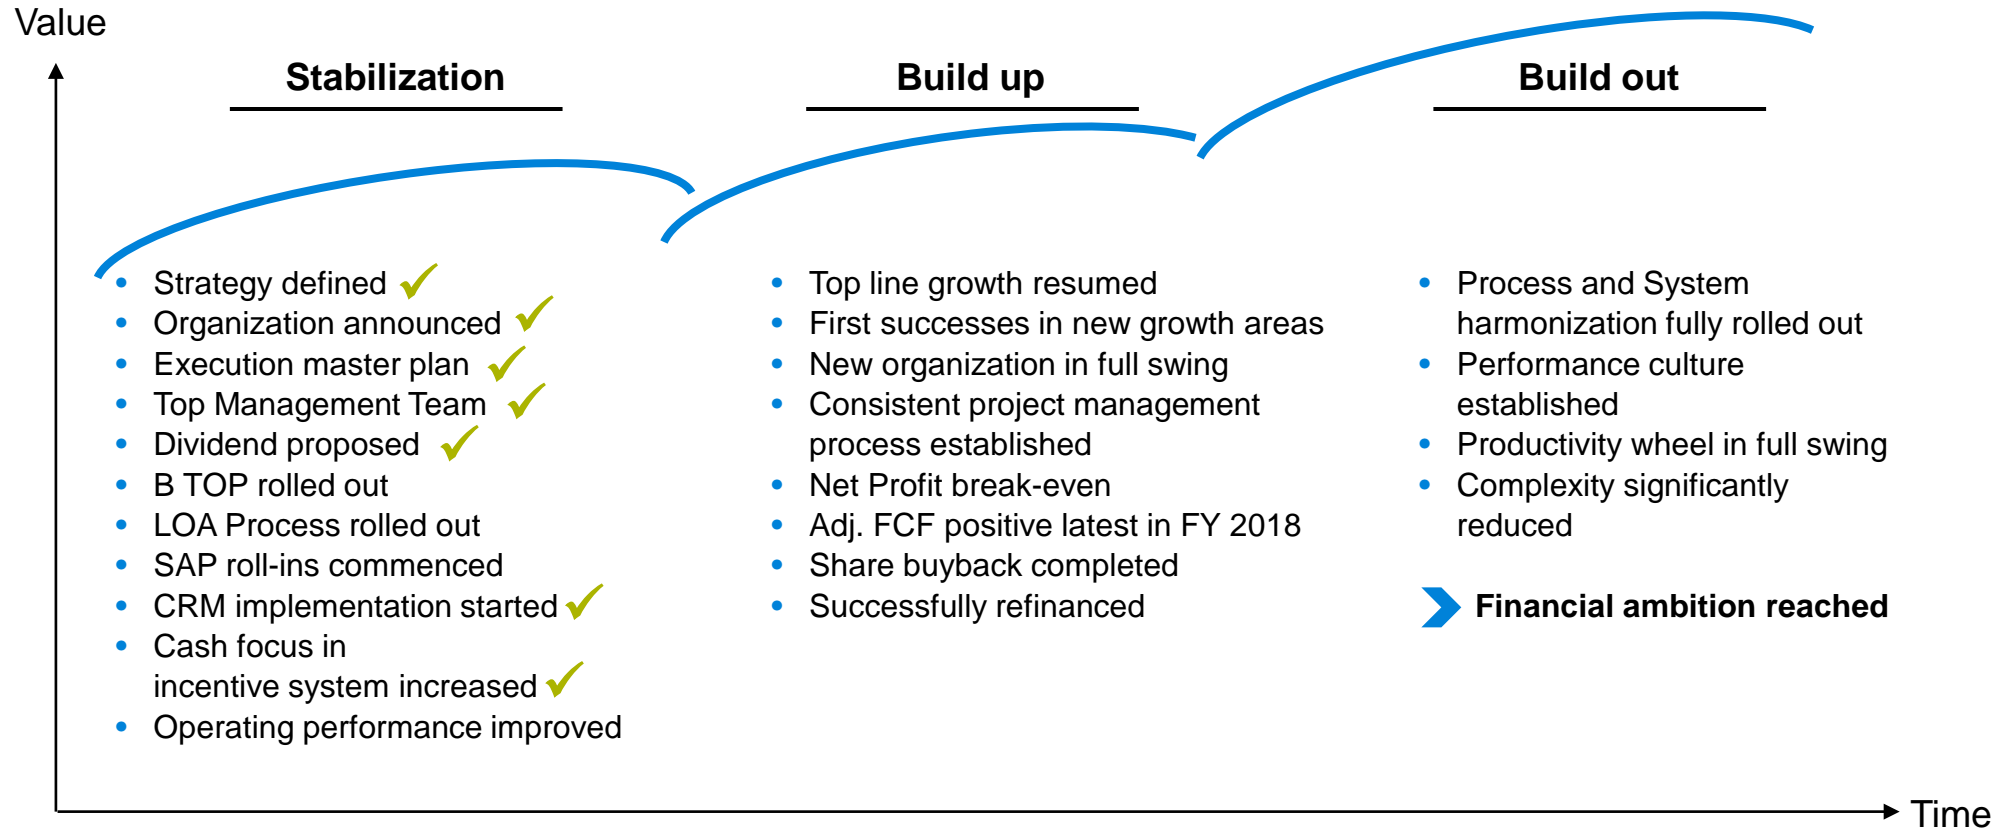 Value
Stabilization
Strategy defined
Organization announced
Execution master plan
Top Management Team
Dividend proposed
B TOP rolled out
LOA Process rolled out
SAP roll-ins commenced
CRM implementation started
Cash focus in
incentive system increased
Operating performance improved
Build up
Top line growth resumed
First successes in new growth areas
New organization in full swing
Consistent project management
process established
Net Profit break-even
Adj. FCF positive latest in FY 2018
Share buyback completed
Successfully refinanced
Build out
Process and System
harmonization fully rolled out
Performance culture
established
Productivity wheel in full swing
Complexity significantly
reduced
Financial ambition reached
Time